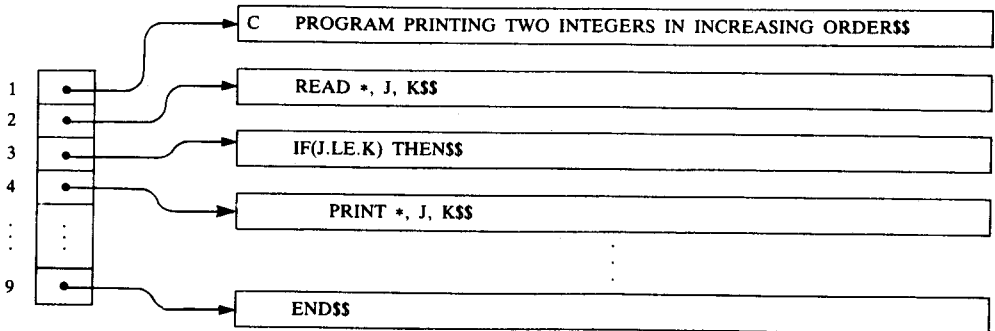 C PROGRAM PRINTING TWO INTEGERS IN INCREASING ORDER$$
1
READ *, J, K$$
2
3
IF(J.LE.K) THEN$$
4
PRINT *, J, K$$
9
END$$